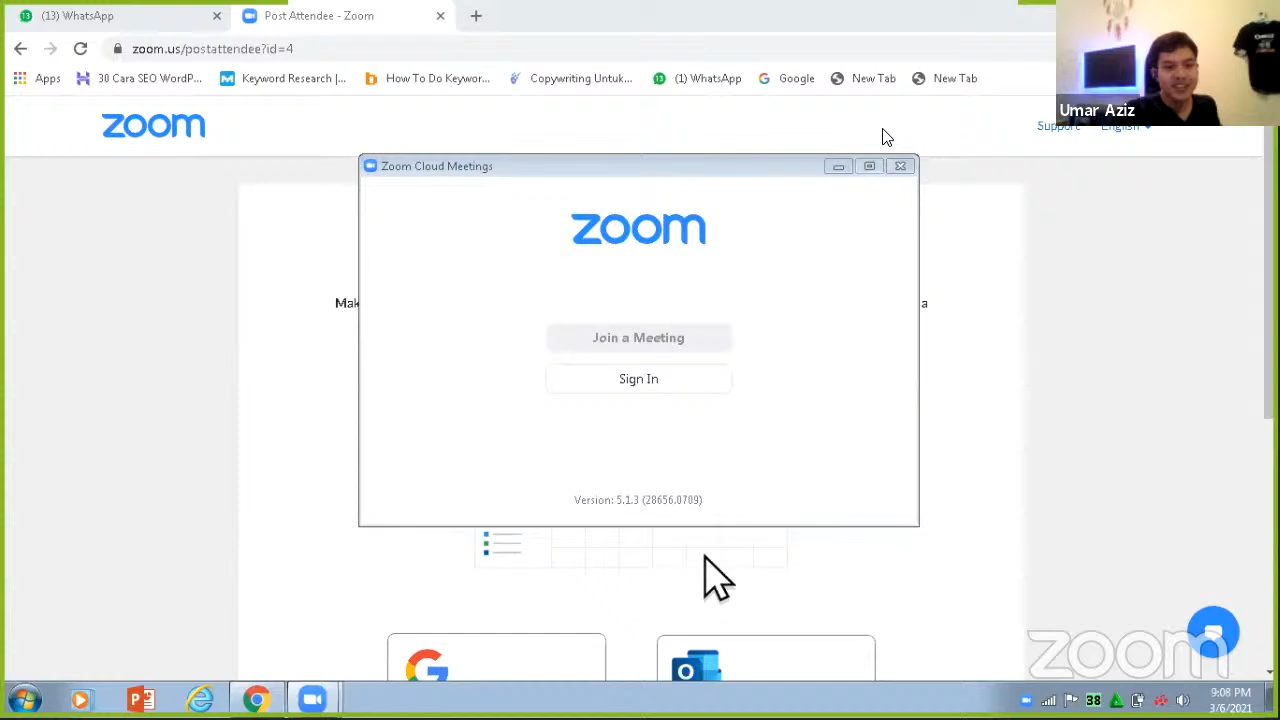 (13) WhatsApp
Post Attendee - Zoom
zoom.us/postattendee?id=4
Apps
30 Cara SEO WordP...
Keyword Research |...
How To Do Keywor...
Copywriting Untuk...
(1) WhatsApp
Google
New Tab
New Tab
Umar Aziz
zoom
Support
English
Zoom Cloud Meetings
zoom
Mak
a
Join a Meeting
Sign In
Version: 5.1.3 (28656.0709)
zoom
38
9:08 PM
3/6/2021